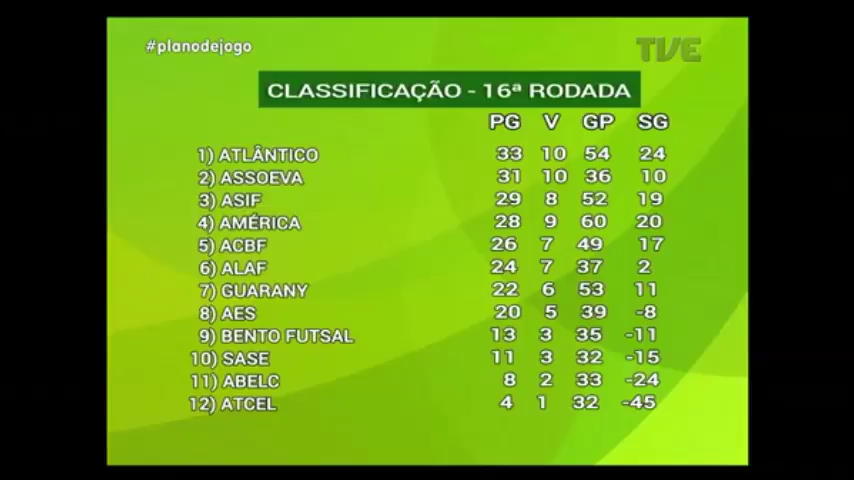 #planodejogo
TVE
CLASSIFICAÇÃO - 16ª RODADA
PG V GP SG
1) ATLÂNTICO 33 10 54 24
2) ASSOEVA 31 10 36 10
3) ASIF 29 8 52 19
4) AMÉRICA 28 9 60 20
5) ACBF 26 7 49 17
6) ALAF 24 7 37 2
7) GUARANY 22 6 53 11
8) AES 20 5 39 -8
9) BENTO FUTSAL 13 3 35 -11
10) SASE 11 3 32 -15
11) ABELC 8 2 33 -24
12) ATCEL 4 1 32 -45